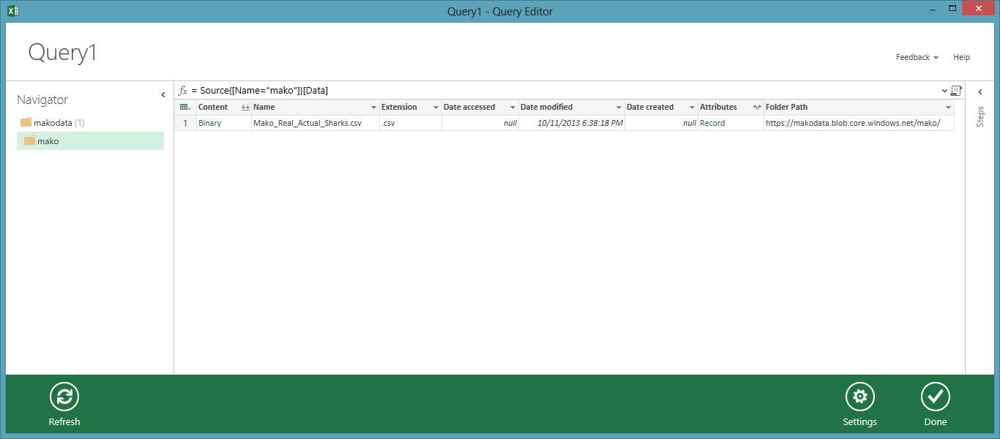 Query1 - Query Editor
Query1
Feedback Help
Navigator
makodata (1)
mako
fx = Source{[Name="mako"]}[Data]
Content Name Extension Date accessed Date modified Date created Attributes Folder Path
1 Binary Mako_Real_Actual_Sharks.csv .csv null 10/11/2013 6:38:18 PM null Record https://makodata.blob.core.windows.net/mako/
Steps
Refresh Settings Done